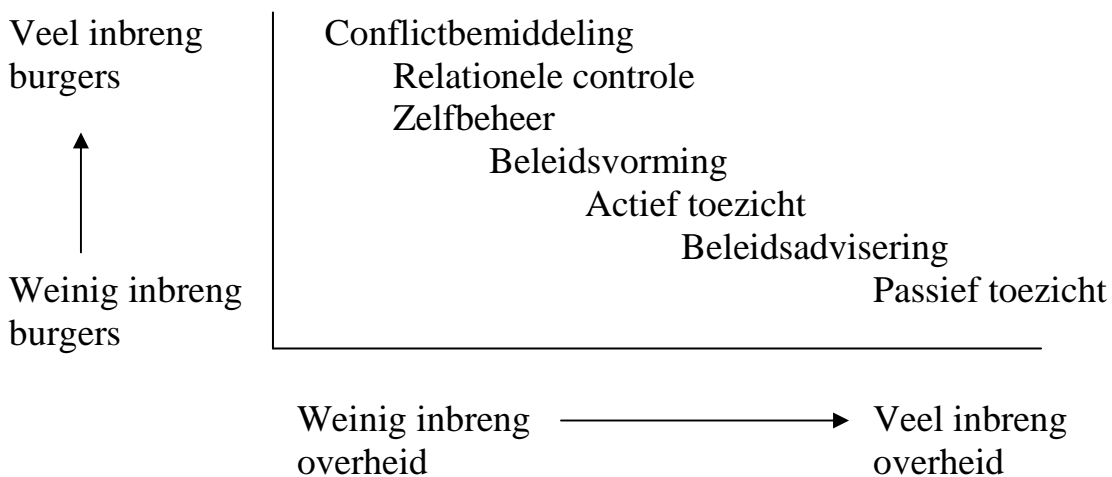 Veel inbreng
burgers
Conflictbemiddeling
Relationele controle
Zelfbeheer
Beleidsvorming
Actief toezicht
Beleidsadvisering
Weinig inbreng
burgers
Passief toezicht
Weinig inbreng
overheid
Veel inbreng
overheid